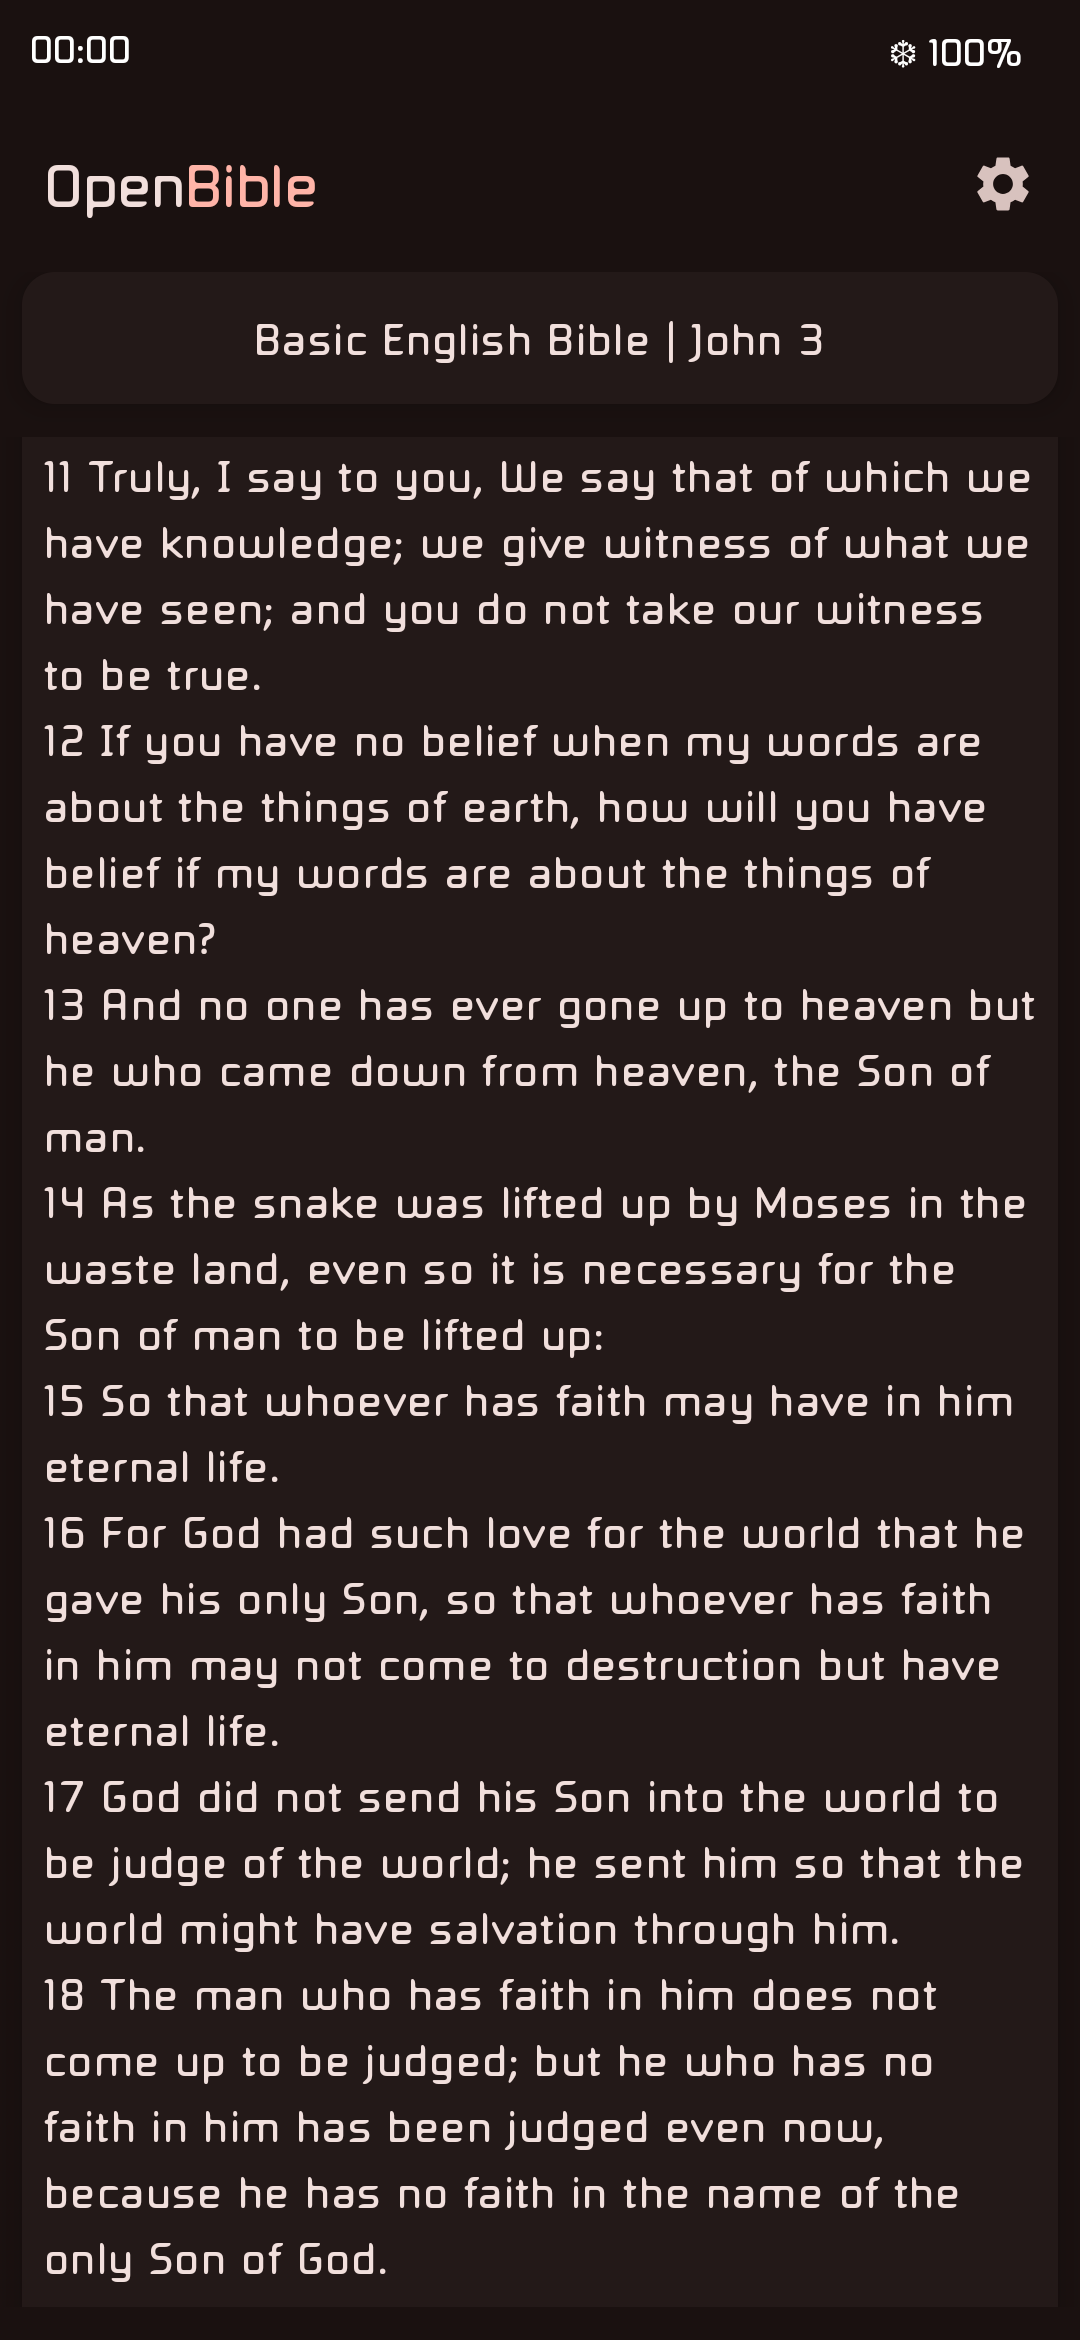 00:00
❄ 100%
OpenBible
Basic English Bible | John 3
11 Truly, I say to you, We say that of which we
have knowledge; we give witness of what we
have seen; and you do not take our witness
to be true.
12 If you have no belief when my words are
about the things of earth, how will you have
belief if my words are about the things of
heaven?
13 And no one has ever gone up to heaven but
he who came down from heaven, the Son of
man.
14 As the snake was lifted up by Moses in the
waste land, even so it is necessary for the
Son of man to be lifted up:
15 So that whoever has faith may have in him
eternal life.
16 For God had such love for the world that he
gave his only Son, so that whoever has faith
in him may not come to destruction but have
eternal life.
17 God did not send his Son into the world to
be judge of the world; he sent him so that the
world might have salvation through him.
18 The man who has faith in him does not
come up to be judged; but he who has no
faith in him has been judged even now,
because he has no faith in the name of the
only Son of God.